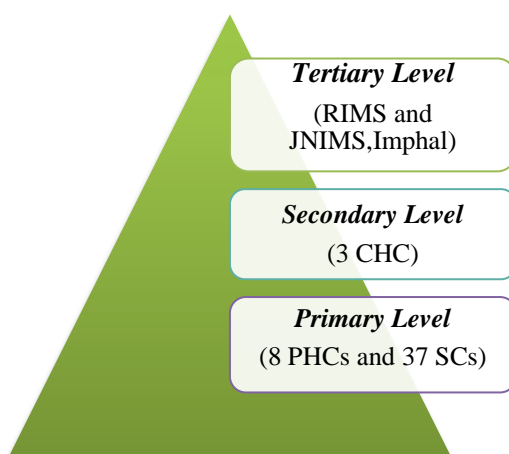 Tertiary Level
(RIMS and
JNIMS,Imphal)
Secondary Level
(3 CHC)
Primary Level
(8 PHCs and 37 SCs)